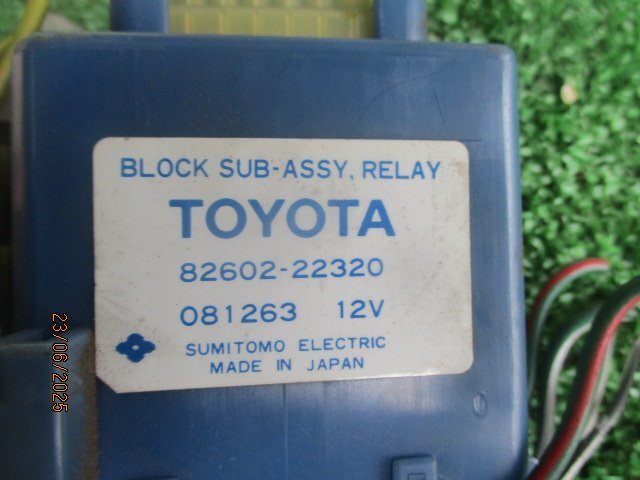 BLOCK SUB-ASSY, RELAY
TOYOTA
82602-22320
081263 12V
SUMITOMO ELECTRIC
MADE IN JAPAN
23/06/2025